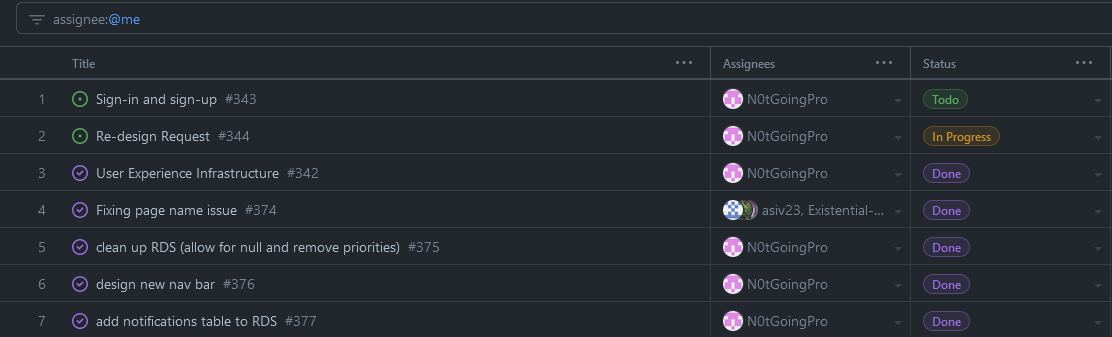 assignee:@me
Title ... Assignees ... Status ...
1 Sign-in and sign-up #343 N0tGoingPro Todo
2 Re-design Request #344 N0tGoingPro In Progress
3 User Experience Infrastructure #342 N0tGoingPro Done
4 Fixing page name issue #374 asiv23, Existential-... Done
5 clean up RDS (allow for null and remove priorities) #375 N0tGoingPro Done
6 design new nav bar #376 N0tGoingPro Done
7 add notifications table to RDS #377 N0tGoingPro Done